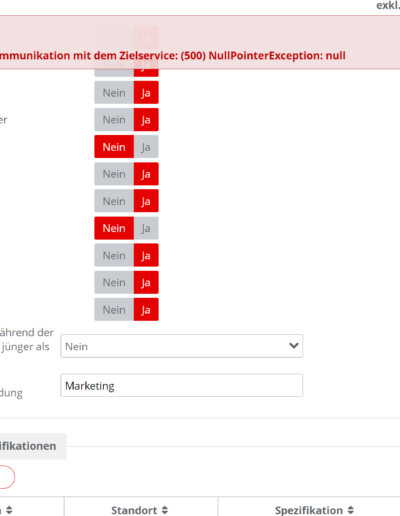 exkl.
mmunikation mit dem Zielservice: (500) NullPointerException: null
Nein Ja
er Nein Ja
Nein Ja
Nein Ja
Nein Ja
Nein Ja
Nein Ja
Nein Ja
Nein Ja
ährend der
jünger als Nein
dung Marketing
ifikationen
Standort Spezifikation